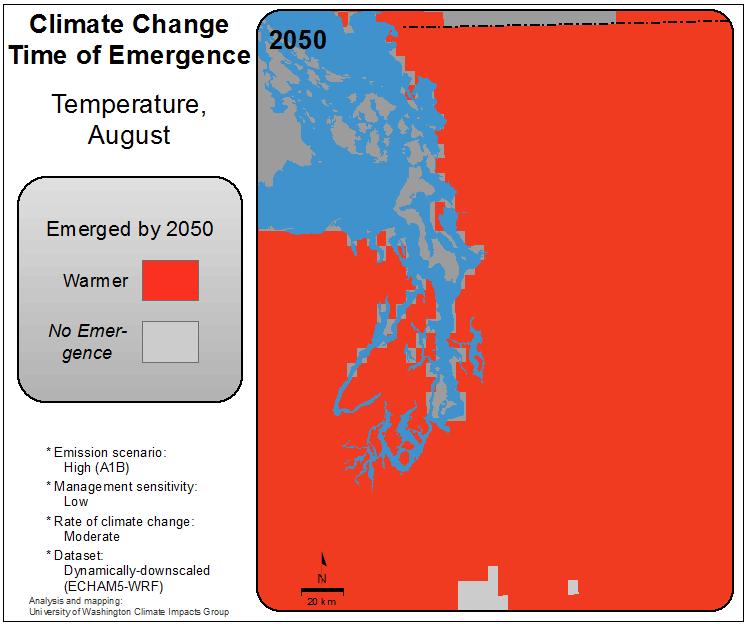 Climate Change
Time of Emergence
Temperature,
August
Emerged by 2050
Warmer
No Emer-
gence
* Emission scenario:
High (A1B)
* Management sensitivity:
Low
* Rate of climate change:
Moderate
* Dataset:
Dynamically-downscaled
(ECHAM5-WRF)
Analysis and mapping:
University of Washington Climate Impacts Group
2050
N
20 km